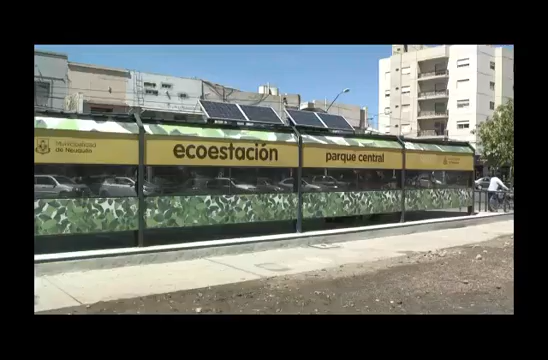 Municipalidad
de Neuquén
ecoestación
parque central